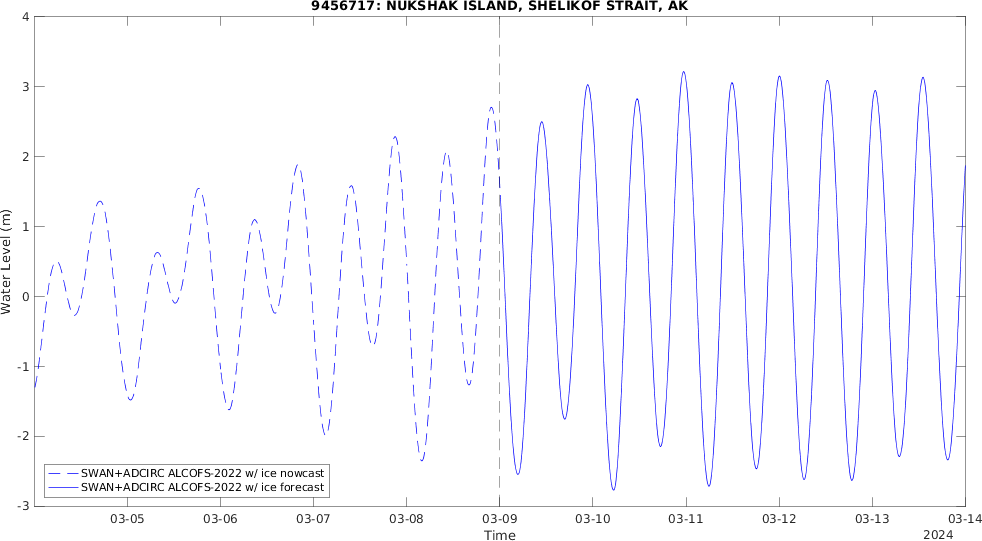 9456717: NUKSHAK ISLAND, SHELIKOF STRAIT, AK
4
3
2
1
0
-1
-2
-3
Water Level (m)
SWAN+ADCIRC ALCOFS-2022 w/ ice nowcast
SWAN+ADCIRC ALCOFS-2022 w/ ice forecast
03-05 03-06 03-07 03-08 03-09 03-10 03-11 03-12 03-13 03-14
Time
2024